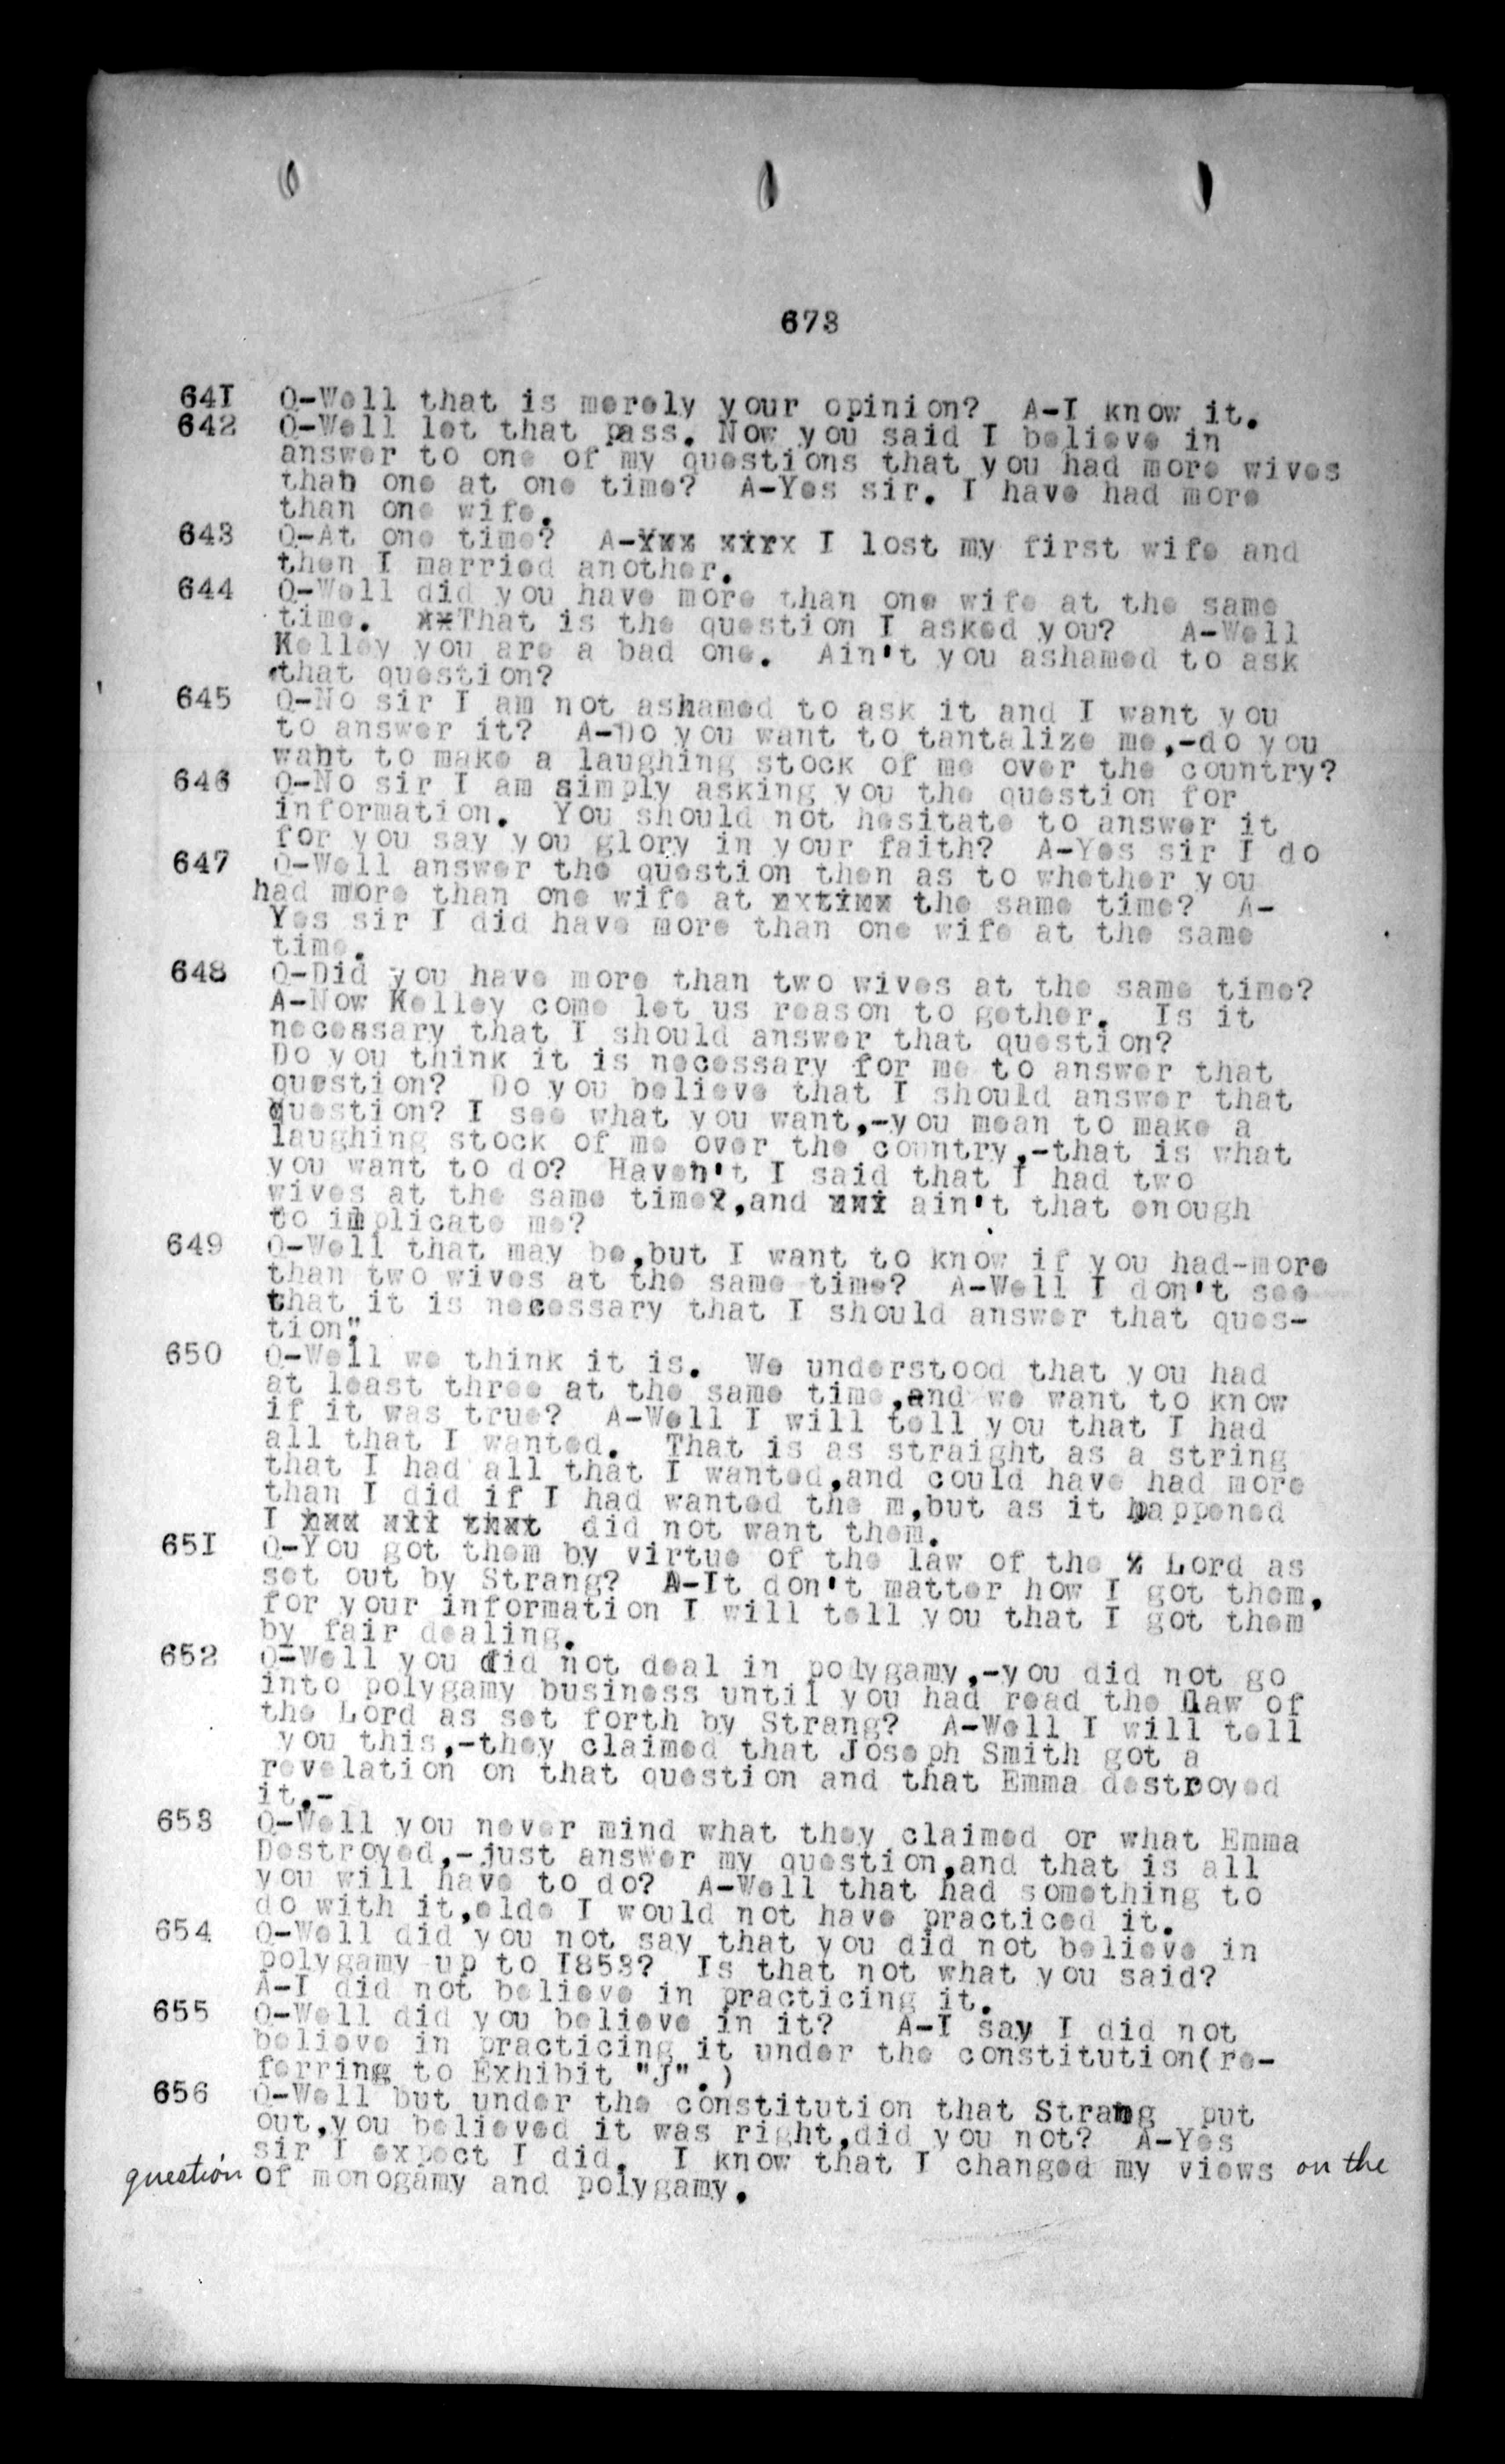 673
641 Q-Well that is merely your opinion? A-I know it.
642 Q-Well let that pass. Now you said I believe in
answer to one of my questions that you had more wives
than one at one time? A-Yes sir. I have had more
than one wife.
643 Q-At one time? A-Yxx xirx I lost my first wife and
then I married another.
644 Q-Well did you have more than one wife at the same
time. xxThat is the question I asked you? A-Well
Kelley you are a bad one. Ain't you ashamed to ask
that question?
645 Q-No sir I am not ashamed to ask it and I want you
to answer it? A-Do you want to tantalize me,-do you
want to make a laughing stock of me over the country?
646 Q-No sir I am simply asking you the question for
information. You should not hesitate to answer it
for you say you glory in your faith? A-Yes sir I do
647 Q-Well answer the question then as to whether you
had more than one wife at xxtixx the same time? A-
Yes sir I did have more than one wife at the same
time.
648 Q-Did you have more than two wives at the same time?
A-Now Kelley come let us reason to gether. Is it
necessary that I should answer that question?
Do you think it is necessary for me to answer that
question? Do you believe that I should answer that
question? I see what you want,-you mean to make a
laughing stock of me over the country,-that is what
you want to do? Haven't I said that I had two
wives at the same time?,and xxi ain't that enough
to implicate me?
649 Q-Well that may be,but I want to know if you had-more
than two wives at the same time? A-Well I don't see
that it is necessary that I should answer that ques-
tion".
650 Q-Well we think it is. We understood that you had
at least three at the same time,and we want to know
if it was true? A-Well I will tell you that I had
all that I wanted. That is as straight as a string
that I had all that I wanted,and could have had more
than I did if I had wanted the m,but as it happened
I hxx xll thxt did not want them.
651 Q-You got them by virtue of the law of the % Lord as
set out by Strang? A-It don't matter how I got them,
for your information I will tell you that I got them
by fair dealing.
652 Q-Well you did not deal in polygamy,-you did not go
into polygamy business until you had read the law of
the Lord as set forth by Strang? A-Well I will tell
you this,-they claimed that Joseph Smith got a
revelation on that question and that Emma destroyed
it.-
653 Q-Well you never mind what they claimed or what Emma
Destroyed,-just answer my question,and that is all
you will have to do? A-Well that had something to
do with it,elde I would not have practiced it.
654 Q-Well did you not say that you did not believe in
polygamy up to 1853? Is that not what you said?
A-I did not believe in practicing it.
655 Q-Well did you believe in it? A-I say I did not
believe in practicing it under the constitution(re-
ferring to Exhibit "J".)
656 Q-Well but under the constitution that Strang put
out,you believed it was right,did you not? A-Yes
sir I expect I did. I know that I changed my views on the
question of monogamy and polygamy.